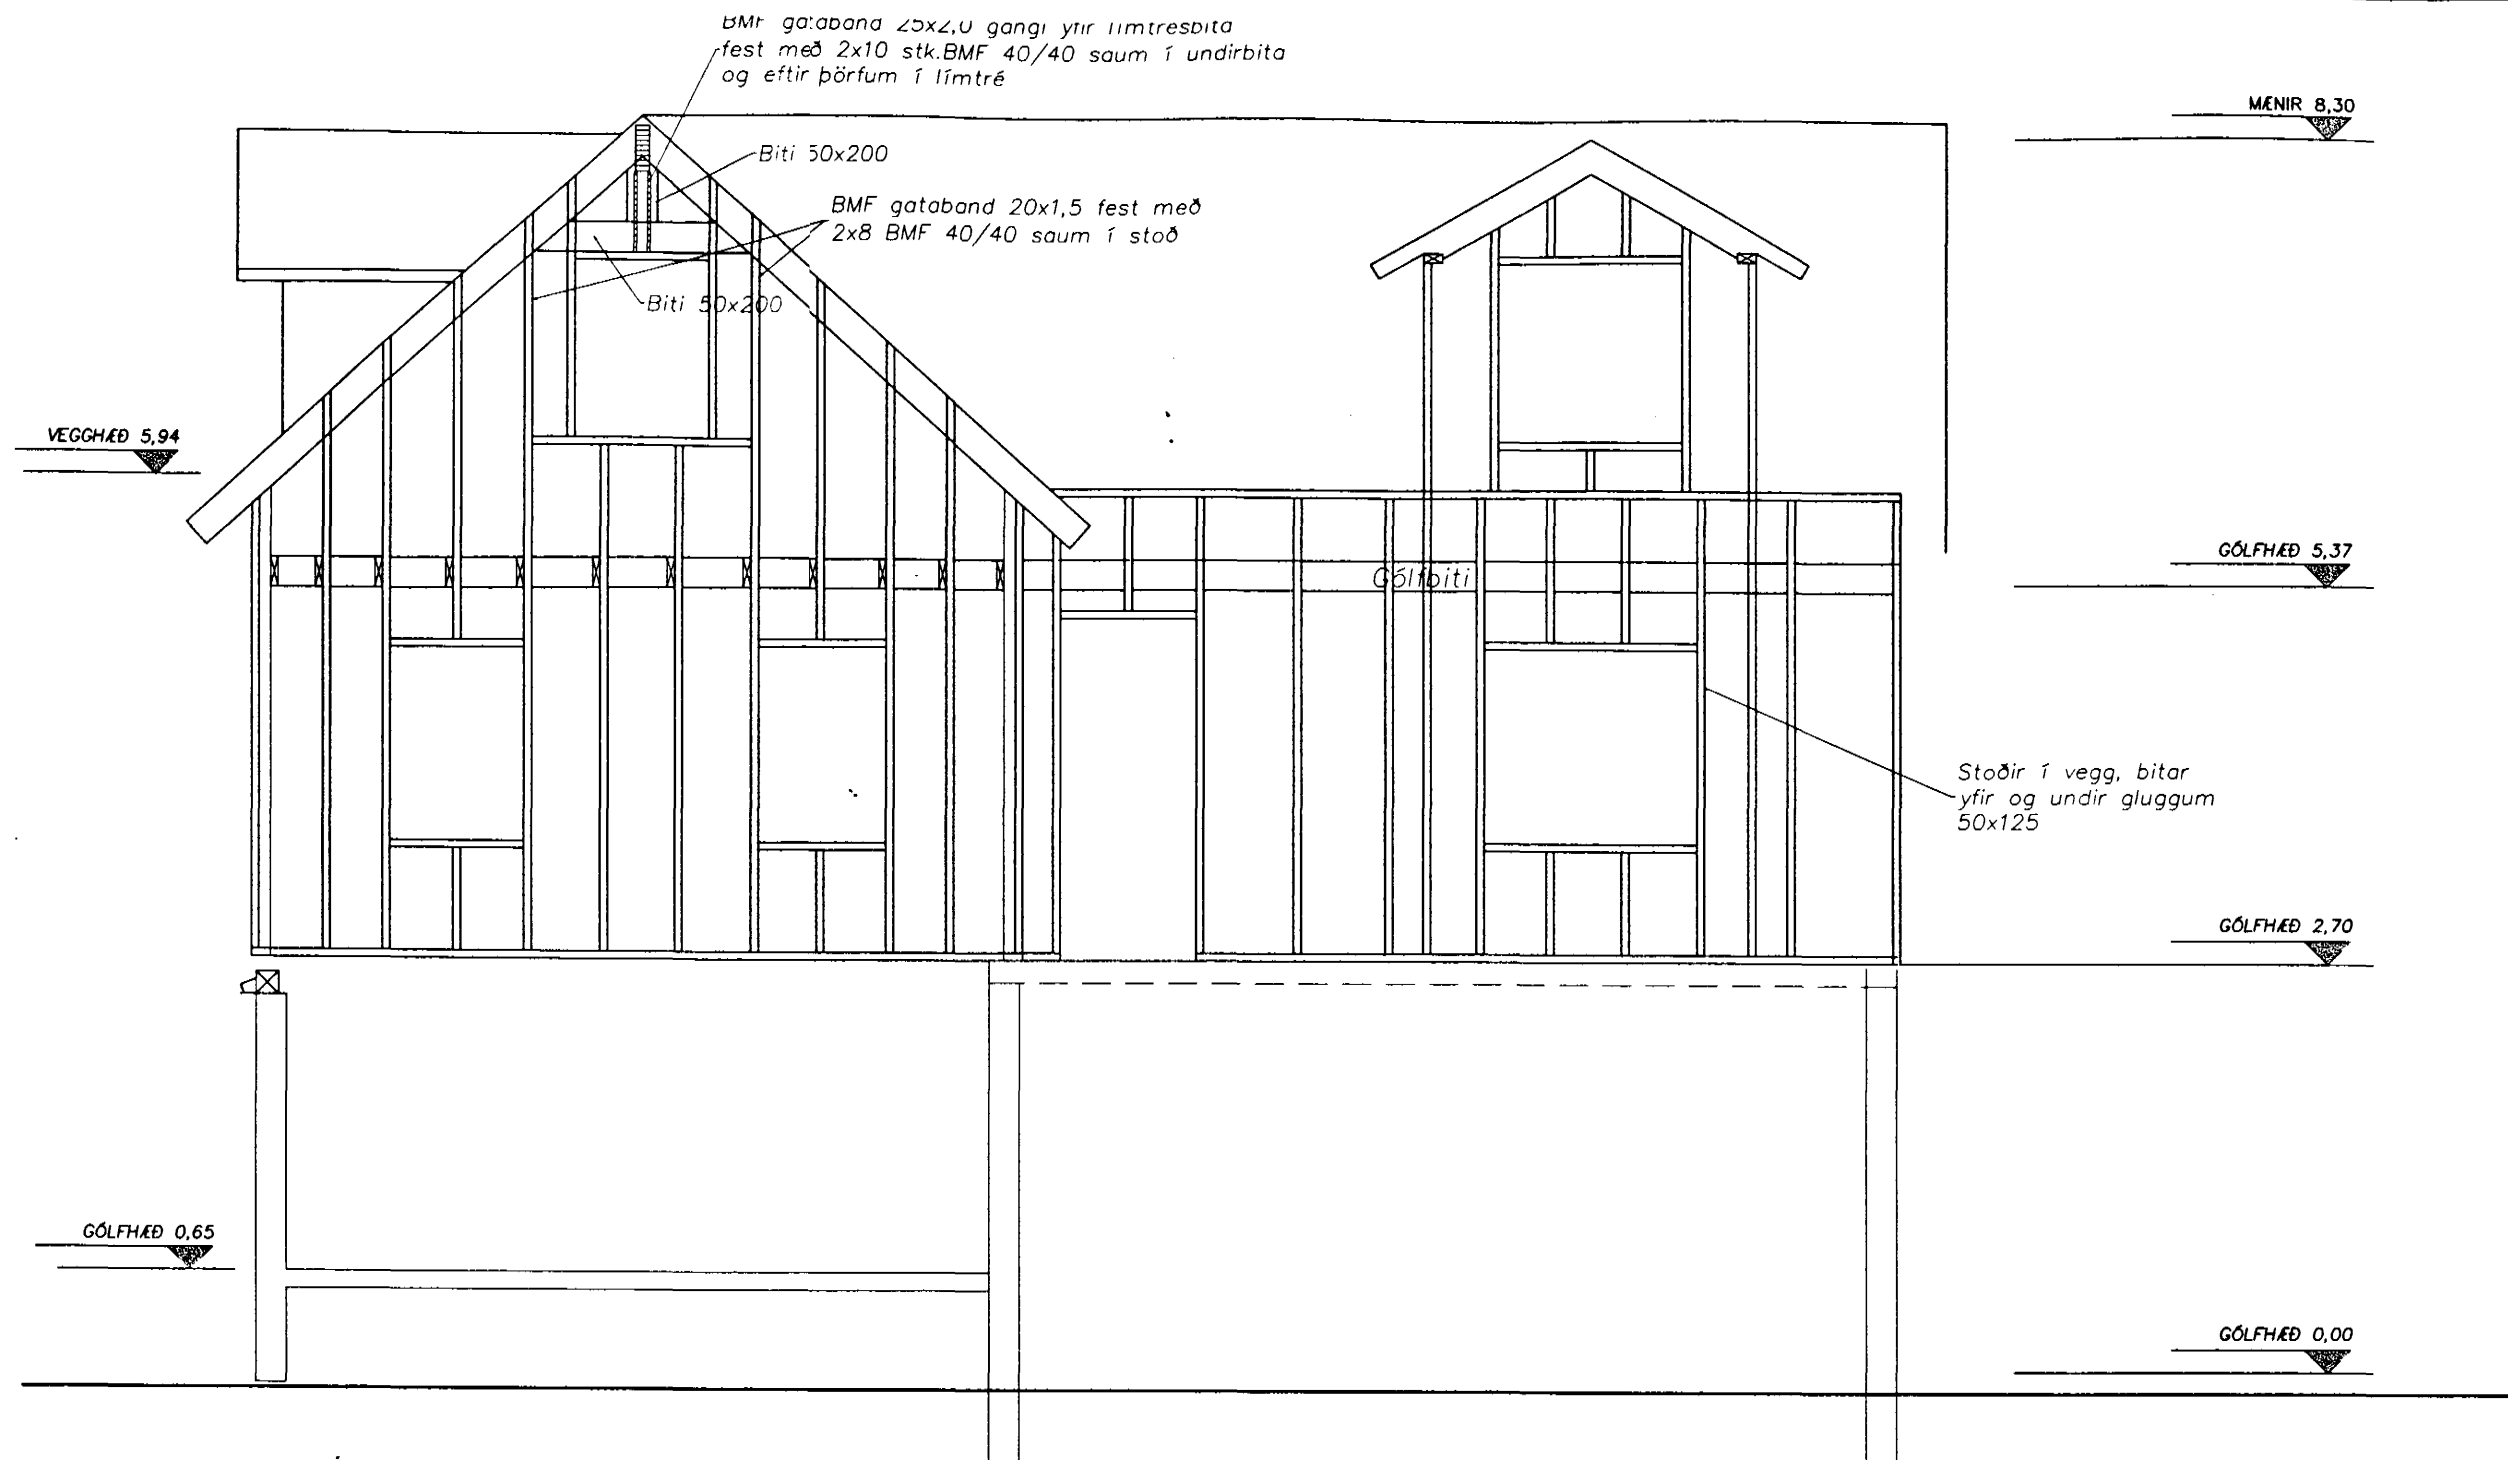 BMF gataband 25x2,0 gangi yfir límtrésbita
fest með 2x10 stk.BMF 40/40 saum í undirbita
og eftir þörfum í límtré
MÆNIR 8,30
Biti 50x200
BMF gataband 20x1,5 fest með
2x8 BMF 40/40 saum í stoð
Biti 50x200
VEGGHÆÐ 5,94
GÓLFHÆÐ 5,37
Gólfbiti
Stoðir í vegg, bitar
yfir og undir gluggum
50x125
GÓLFHÆÐ 2,70
GÓLFHÆÐ 0,65
GÓLFHÆÐ 0,00